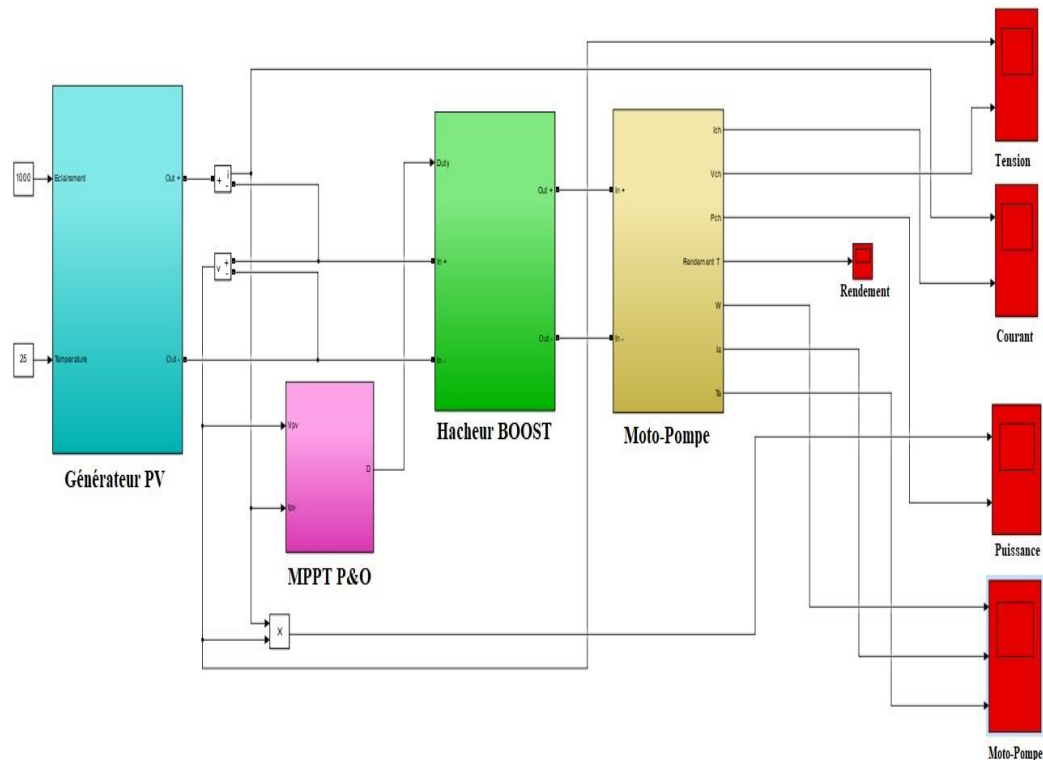 1000
Eclairement
Out +
25
Temperature
Out -
Générateur PV
+
i
-
v
+
-
Vpv
Ipv
D
MPPT P&O
X
Duty
In +
In -
Out +
Out -
Hacheur BOOST
In +
In -
Ich
Vch
Pch
Rendement T
W
Ia
Moto-Pompe
Rendement
Tension
Courant
Puissance
Moto-Pompe